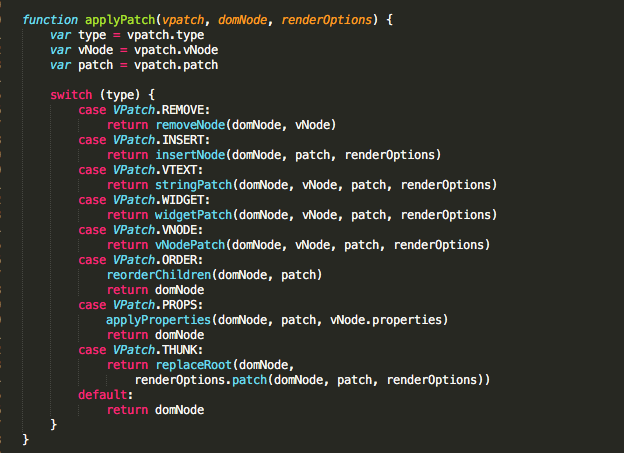 function applyPatch(vpatch, domNode, renderOptions) {
    var type = vpatch.type
    var vNode = vpatch.vNode
    var patch = vpatch.patch

    switch (type) {
        case VPatch.REMOVE:
            return removeNode(domNode, vNode)
        case VPatch.INSERT:
            return insertNode(domNode, patch, renderOptions)
        case VPatch.VTEXT:
            return stringPatch(domNode, vNode, patch, renderOptions)
        case VPatch.WIDGET:
            return widgetPatch(domNode, vNode, patch, renderOptions)
        case VPatch.VNODE:
            return vNodePatch(domNode, vNode, patch, renderOptions)
        case VPatch.ORDER:
            reorderChildren(domNode, patch)
            return domNode
        case VPatch.PROPS:
            applyProperties(domNode, patch, vNode.properties)
            return domNode
        case VPatch.THUNK:
            return replaceRoot(domNode,
                renderOptions.patch(domNode, patch, renderOptions))
        default:
            return domNode
    }
}